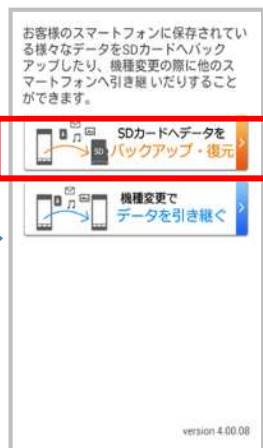 お客様のスマートフォンに保存されてい
る様々なデータをSDカードへバック
アップしたり、機種変更の際に他のス
マートフォンへ引き継いだりすること
ができます。
SDカードへデータを
SD
バックアップ・復元
機種変更で
データを引き継ぐ
version 4.00.08